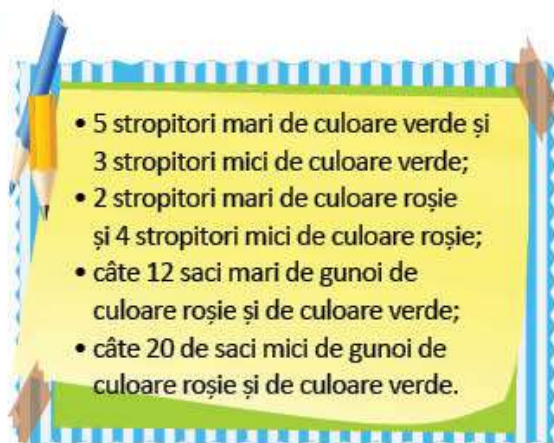 • 5 stropitori mari de culoare verde și
3 stropitori mici de culoare verde;
• 2 stropitori mari de culoare roșie
și 4 stropitori mici de culoare roșie;
• câte 12 saci mari de gunoi de
culoare roșie și de culoare verde;
• câte 20 de saci mici de gunoi de
culoare roșie și de culoare verde.